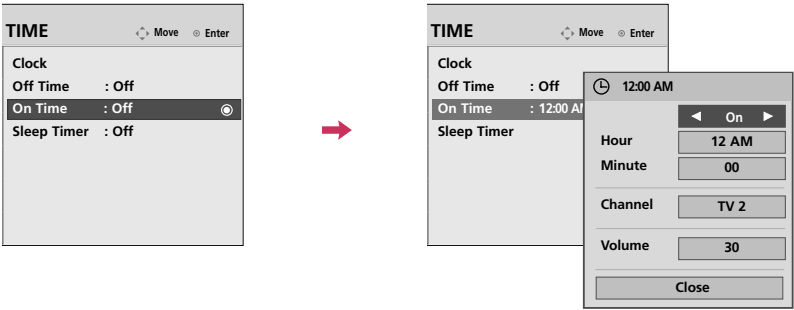 TIME Move Enter
Clock
Off Time : Off
On Time : Off
Sleep Timer : Off
TIME Move Enter
Clock
Off Time : Off
On Time : 12:00 AM
Sleep Timer
12:00 AM
On
Hour 12 AM
Minute 00
Channel TV 2
Volume 30
Close